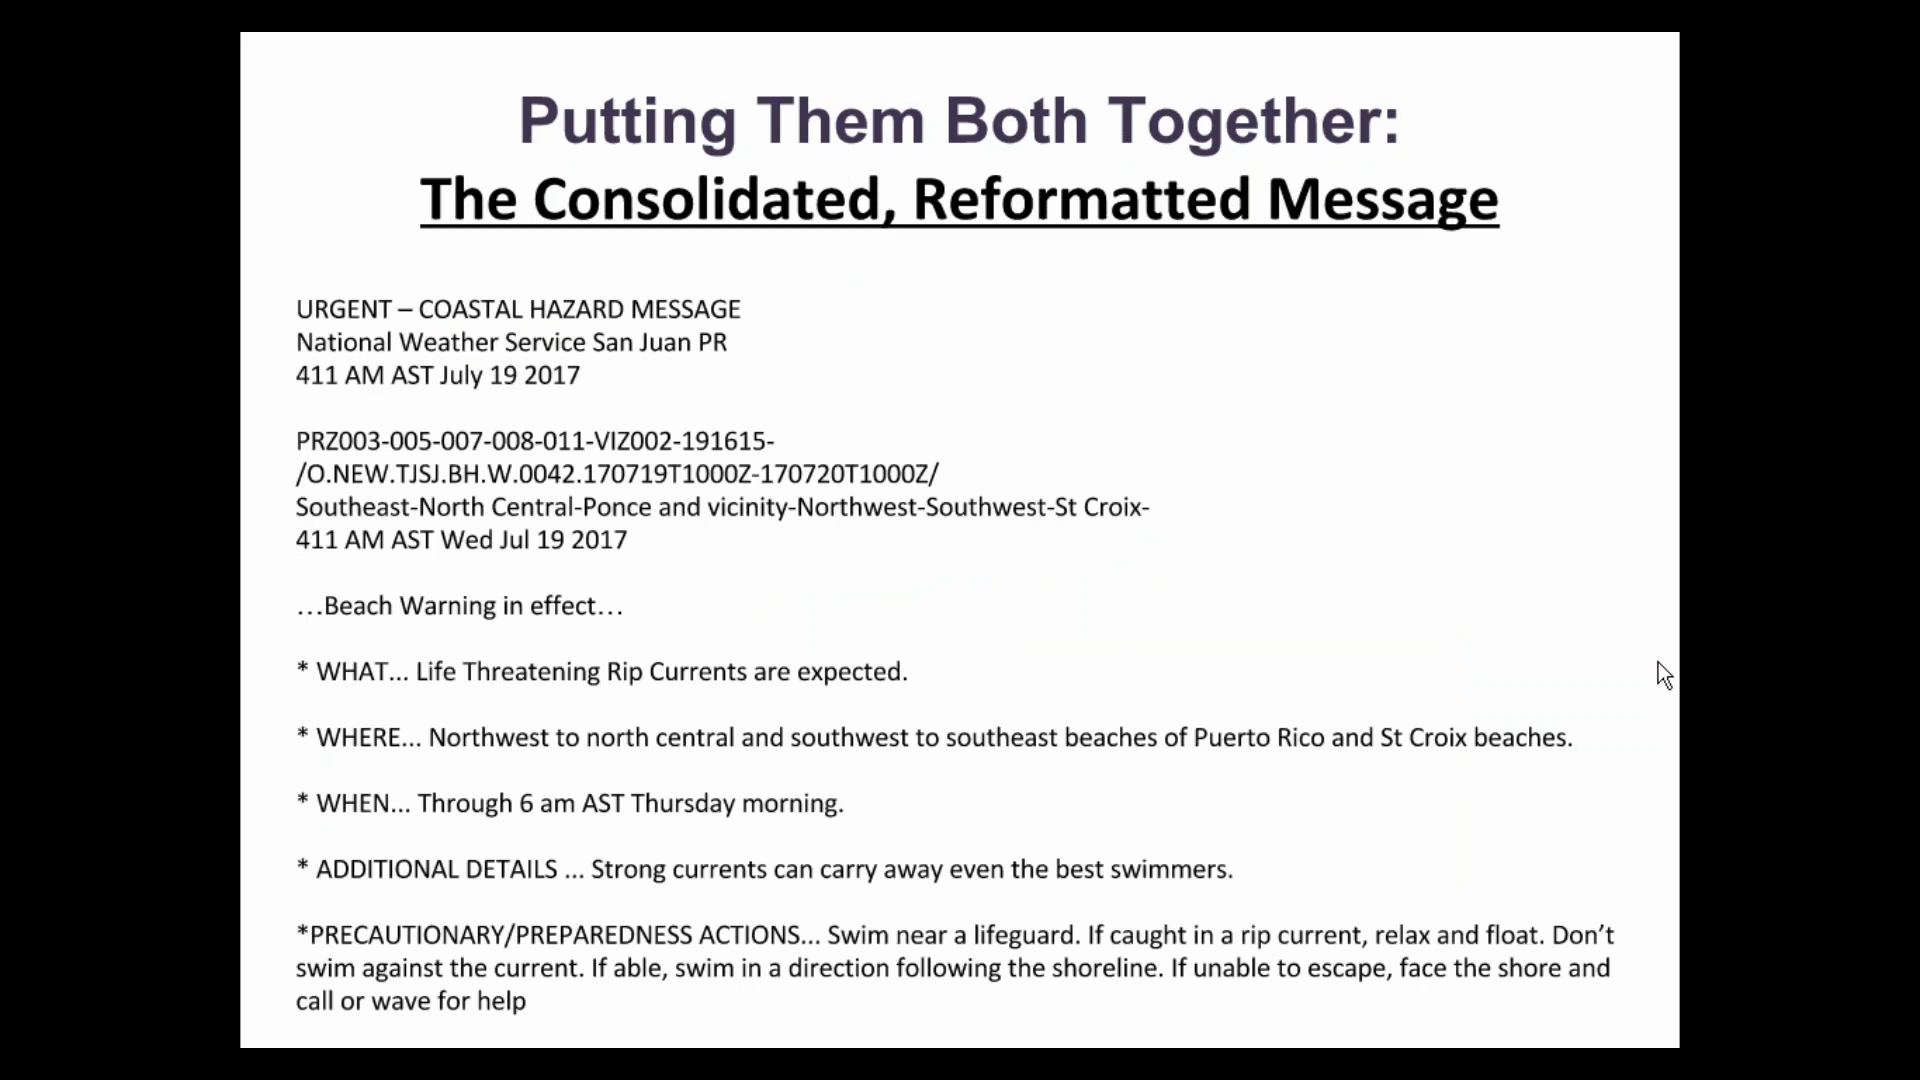 Putting Them Both Together:
The Consolidated, Reformatted Message
URGENT – COASTAL HAZARD MESSAGE
National Weather Service San Juan PR
411 AM AST July 19 2017
PRZ003-005-007-008-011-VIZ002-191615-
/O.NEW.TJSJ.BH.W.0042.170719T1000Z-170720T1000Z/
Southeast-North Central-Ponce and vicinity-Northwest-Southwest-St Croix-
411 AM AST Wed Jul 19 2017
…Beach Warning in effect…
* WHAT... Life Threatening Rip Currents are expected.
* WHERE... Northwest to north central and southwest to southeast beaches of Puerto Rico and St Croix beaches.
* WHEN... Through 6 am AST Thursday morning.
* ADDITIONAL DETAILS ... Strong currents can carry away even the best swimmers.
*PRECAUTIONARY/PREPAREDNESS ACTIONS... Swim near a lifeguard. If caught in a rip current, relax and float. Don’t
swim against the current. If able, swim in a direction following the shoreline. If unable to escape, face the shore and
call or wave for help